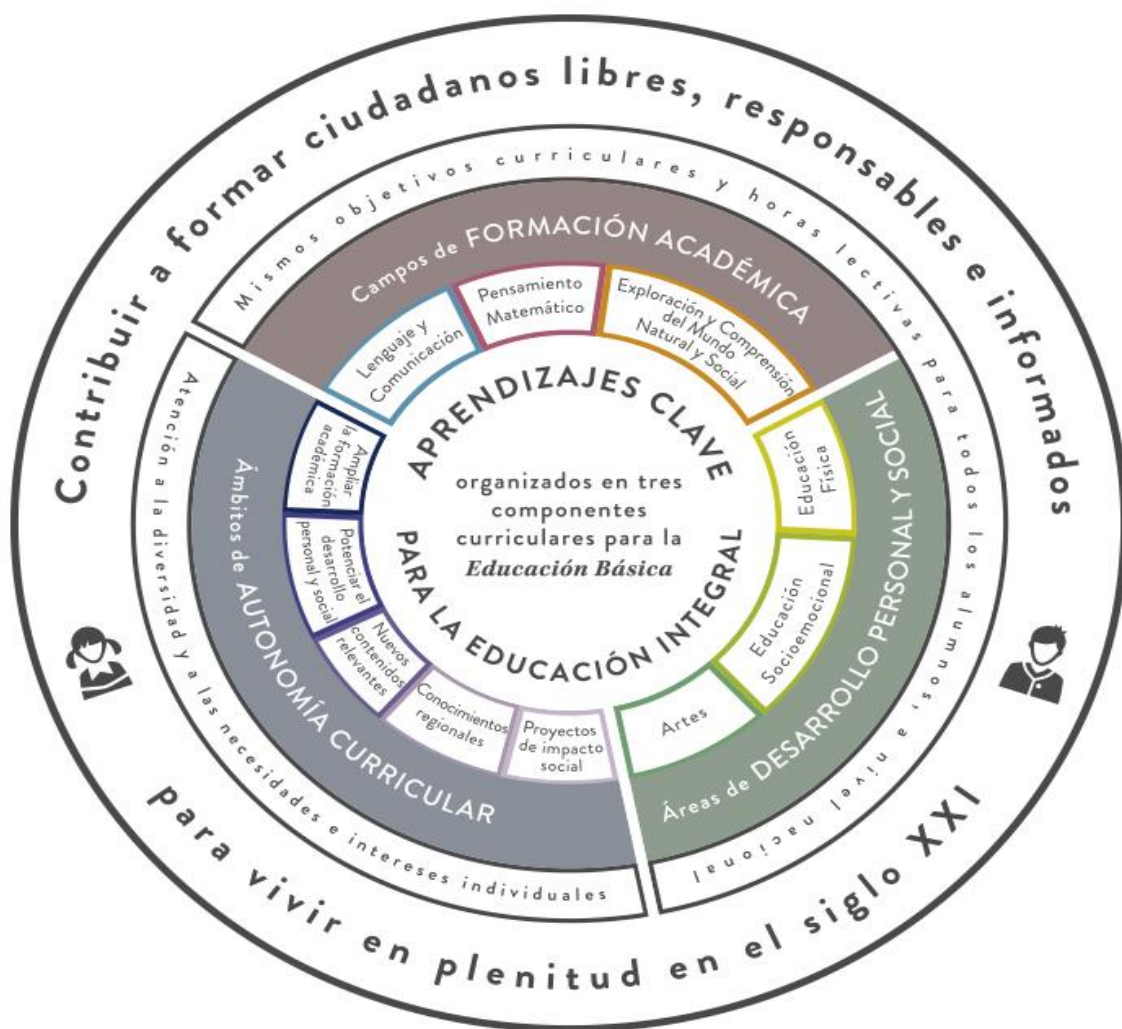 Contribuir a formar ciudadanos libres, responsables e informados
para vivir en plenitud en el siglo XXI
Mismos objetivos curriculares y horas lectivas para todos los alumnos, a nivel nacional
Atención a la diversidad y a las necesidades e intereses individuales
Campos de FORMACIÓN ACADÉMICA
Lenguaje y
Comunicación
Pensamiento
Matemático
Exploración y Comprensión
del Mundo
Natural y Social
Áreas de DESARROLLO PERSONAL Y SOCIAL
Educación
Física
Educación
Socioemocional
Artes
Ámbitos de AUTONOMÍA CURRICULAR
Ampliar
la formación
académica
Potenciar el
desarrollo
personal y social
Nuevos
contenidos
relevantes
Conocimientos
regionales
Proyectos
de impacto
social
APRENDIZAJES CLAVE
PARA LA EDUCACIÓN INTEGRAL
organizados en tres
componentes
curriculares para la
Educación Básica